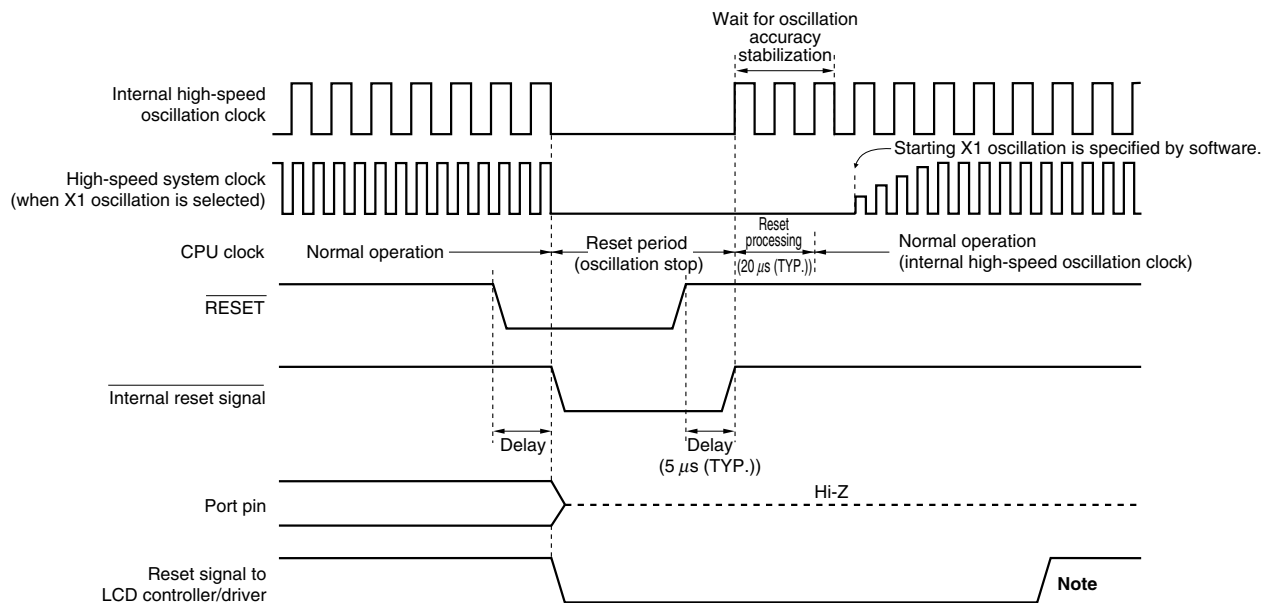 Wait for oscillation
accuracy
stabilization
Internal high-speed
oscillation clock
Starting X1 oscillation is specified by software.
High-speed system clock
(when X1 oscillation is selected)
CPU clock
Normal operation
Reset period
(oscillation stop)
Reset
processing
(20 μs (TYP.))
Normal operation
(internal high-speed oscillation clock)
RESET
Internal reset signal
Delay
Delay
(5 μs (TYP.))
Port pin
Hi-Z
Reset signal to
LCD controller/driver
Note